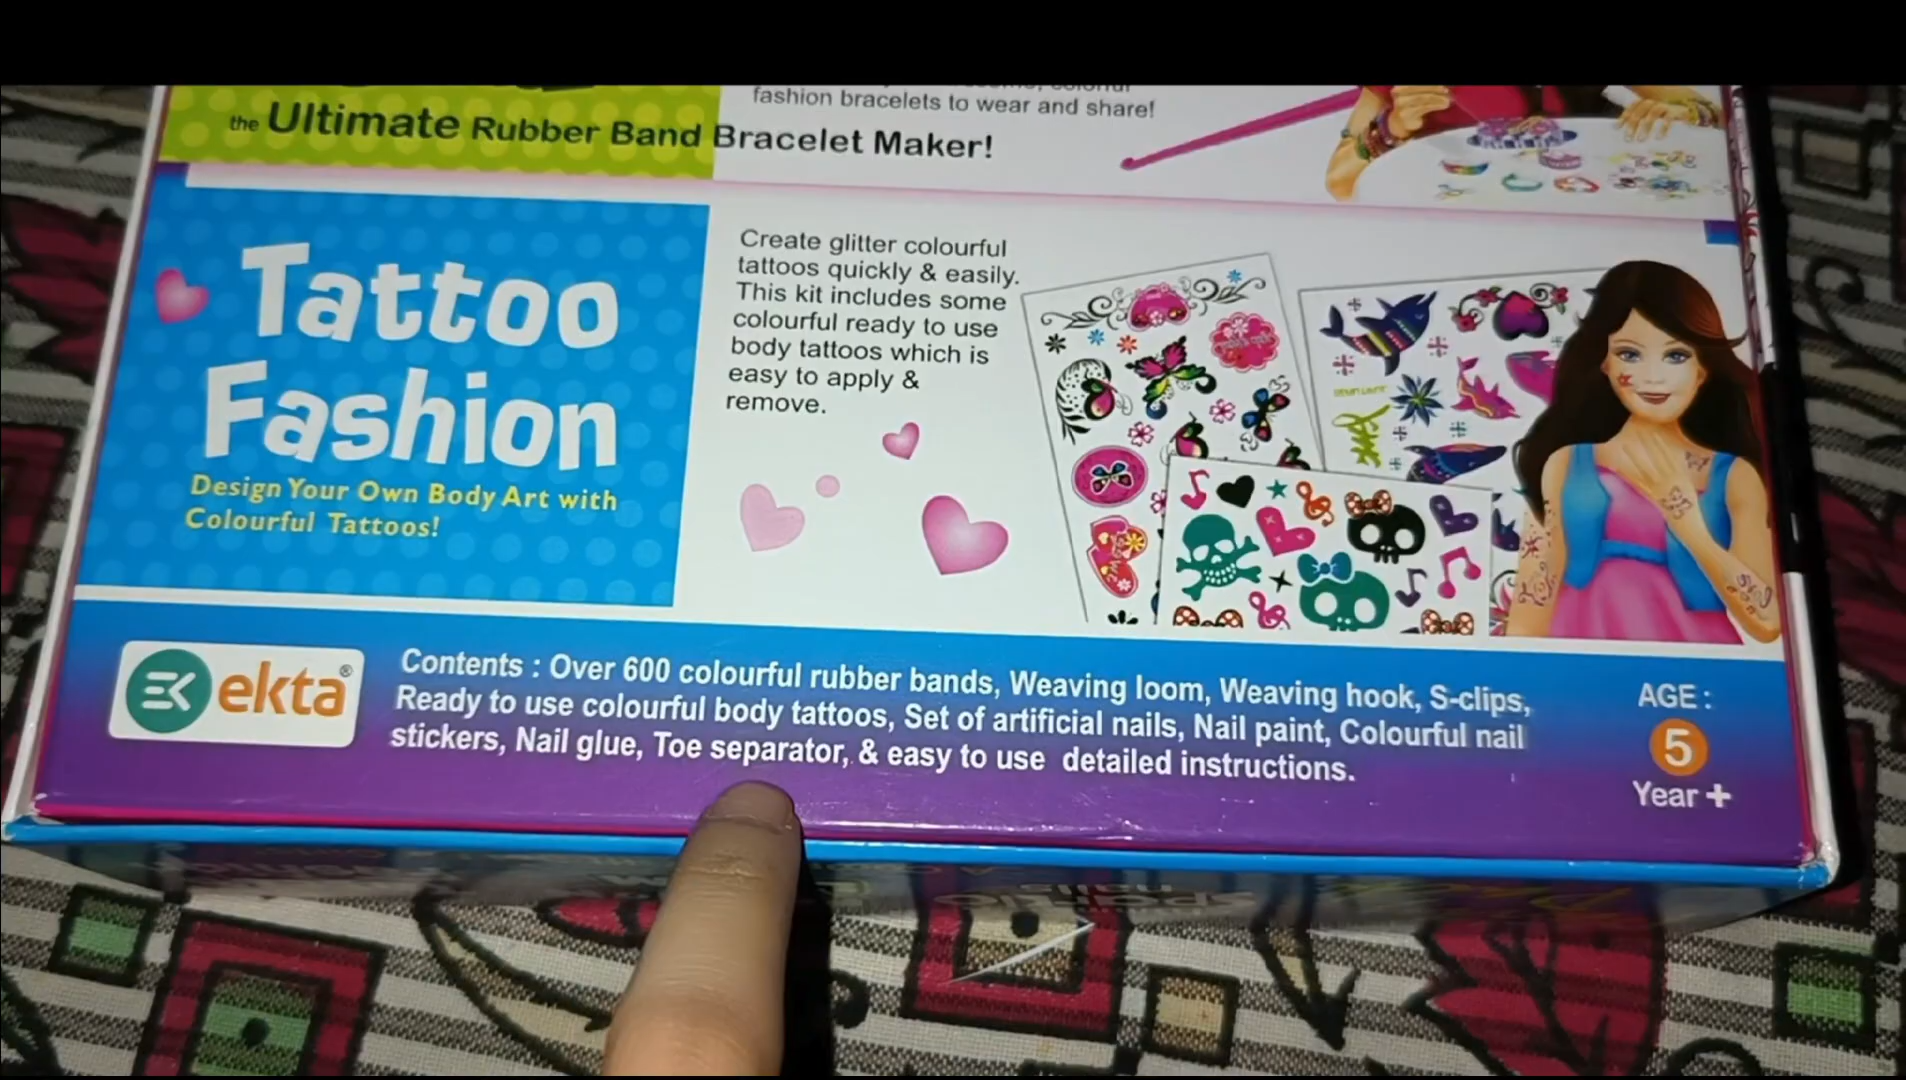 fashion bracelets to wear and share!
the Ultimate Rubber Band Bracelet Maker!
Tattoo
Fashion
Design Your Own Body Art with
Colourful Tattoos!
Create glitter colourful
tattoos quickly & easily.
This kit includes some
colourful ready to use
body tattoos which is
easy to apply &
remove.
ekta®
Contents : Over 600 colourful rubber bands, Weaving loom, Weaving hook, S-clips,
Ready to use colourful body tattoos, Set of artificial nails, Nail paint, Colourful nail
stickers, Nail glue, Toe separator, & easy to use detailed instructions.
AGE :
5
Year +